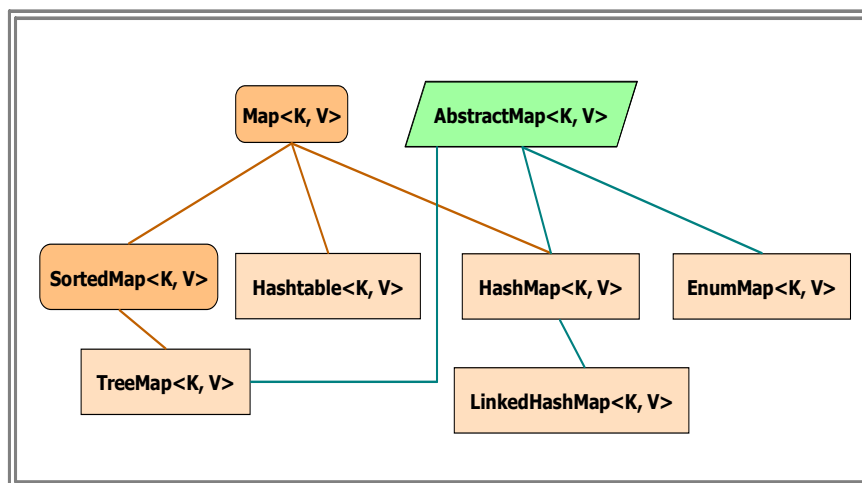 Map<K, V>
AbstractMap<K, V>
SortedMap<K, V>
Hashtable<K, V>
HashMap<K, V>
EnumMap<K, V>
TreeMap<K, V>
LinkedHashMap<K, V>